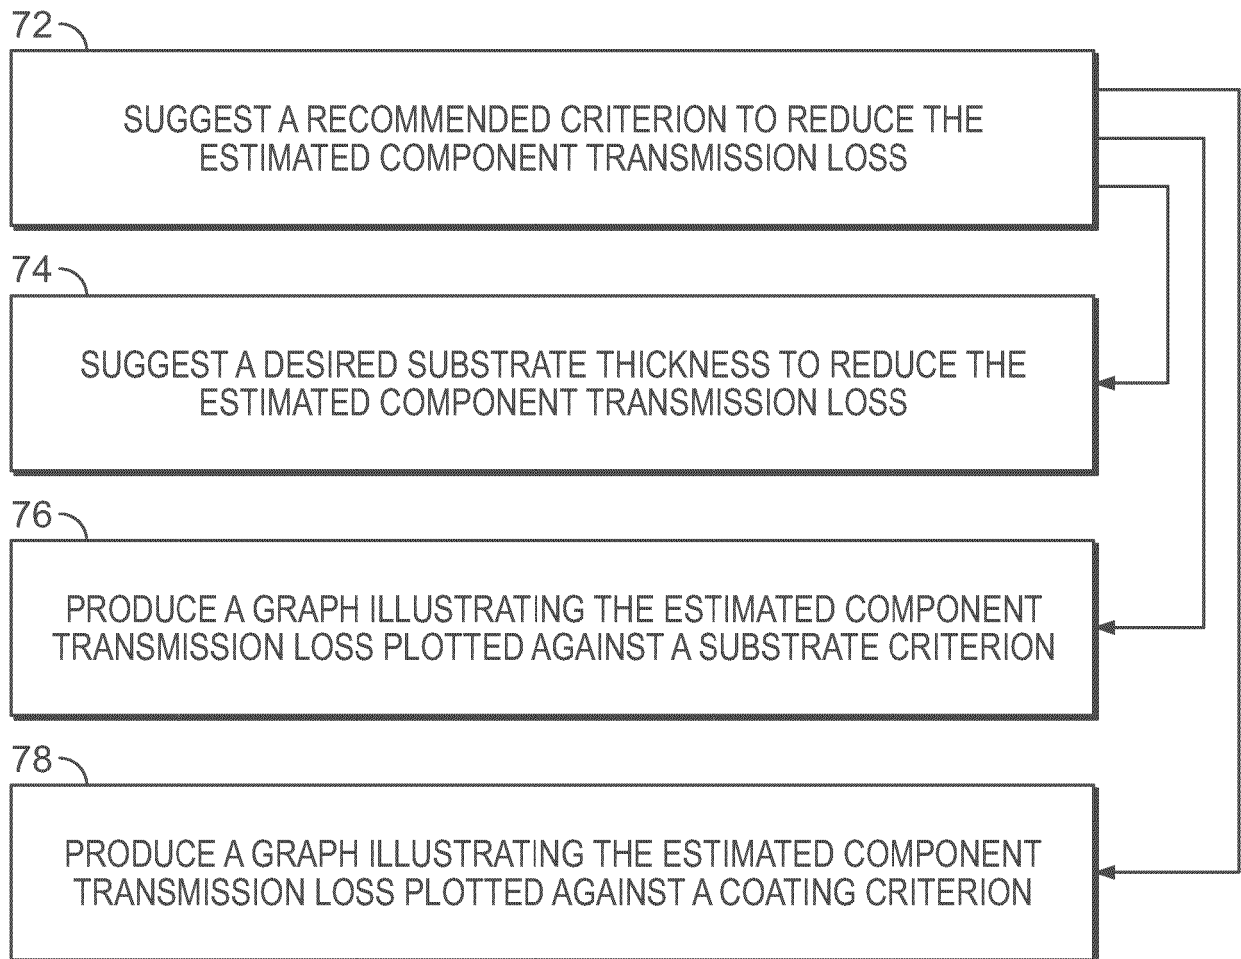 72
SUGGEST A RECOMMENDED CRITERION TO REDUCE THE
ESTIMATED COMPONENT TRANSMISSION LOSS
74
SUGGEST A DESIRED SUBSTRATE THICKNESS TO REDUCE THE
ESTIMATED COMPONENT TRANSMISSION LOSS
76
PRODUCE A GRAPH ILLUSTRATING THE ESTIMATED COMPONENT
TRANSMISSION LOSS PLOTTED AGAINST A SUBSTRATE CRITERION
78
PRODUCE A GRAPH ILLUSTRATING THE ESTIMATED COMPONENT
TRANSMISSION LOSS PLOTTED AGAINST A COATING CRITERION